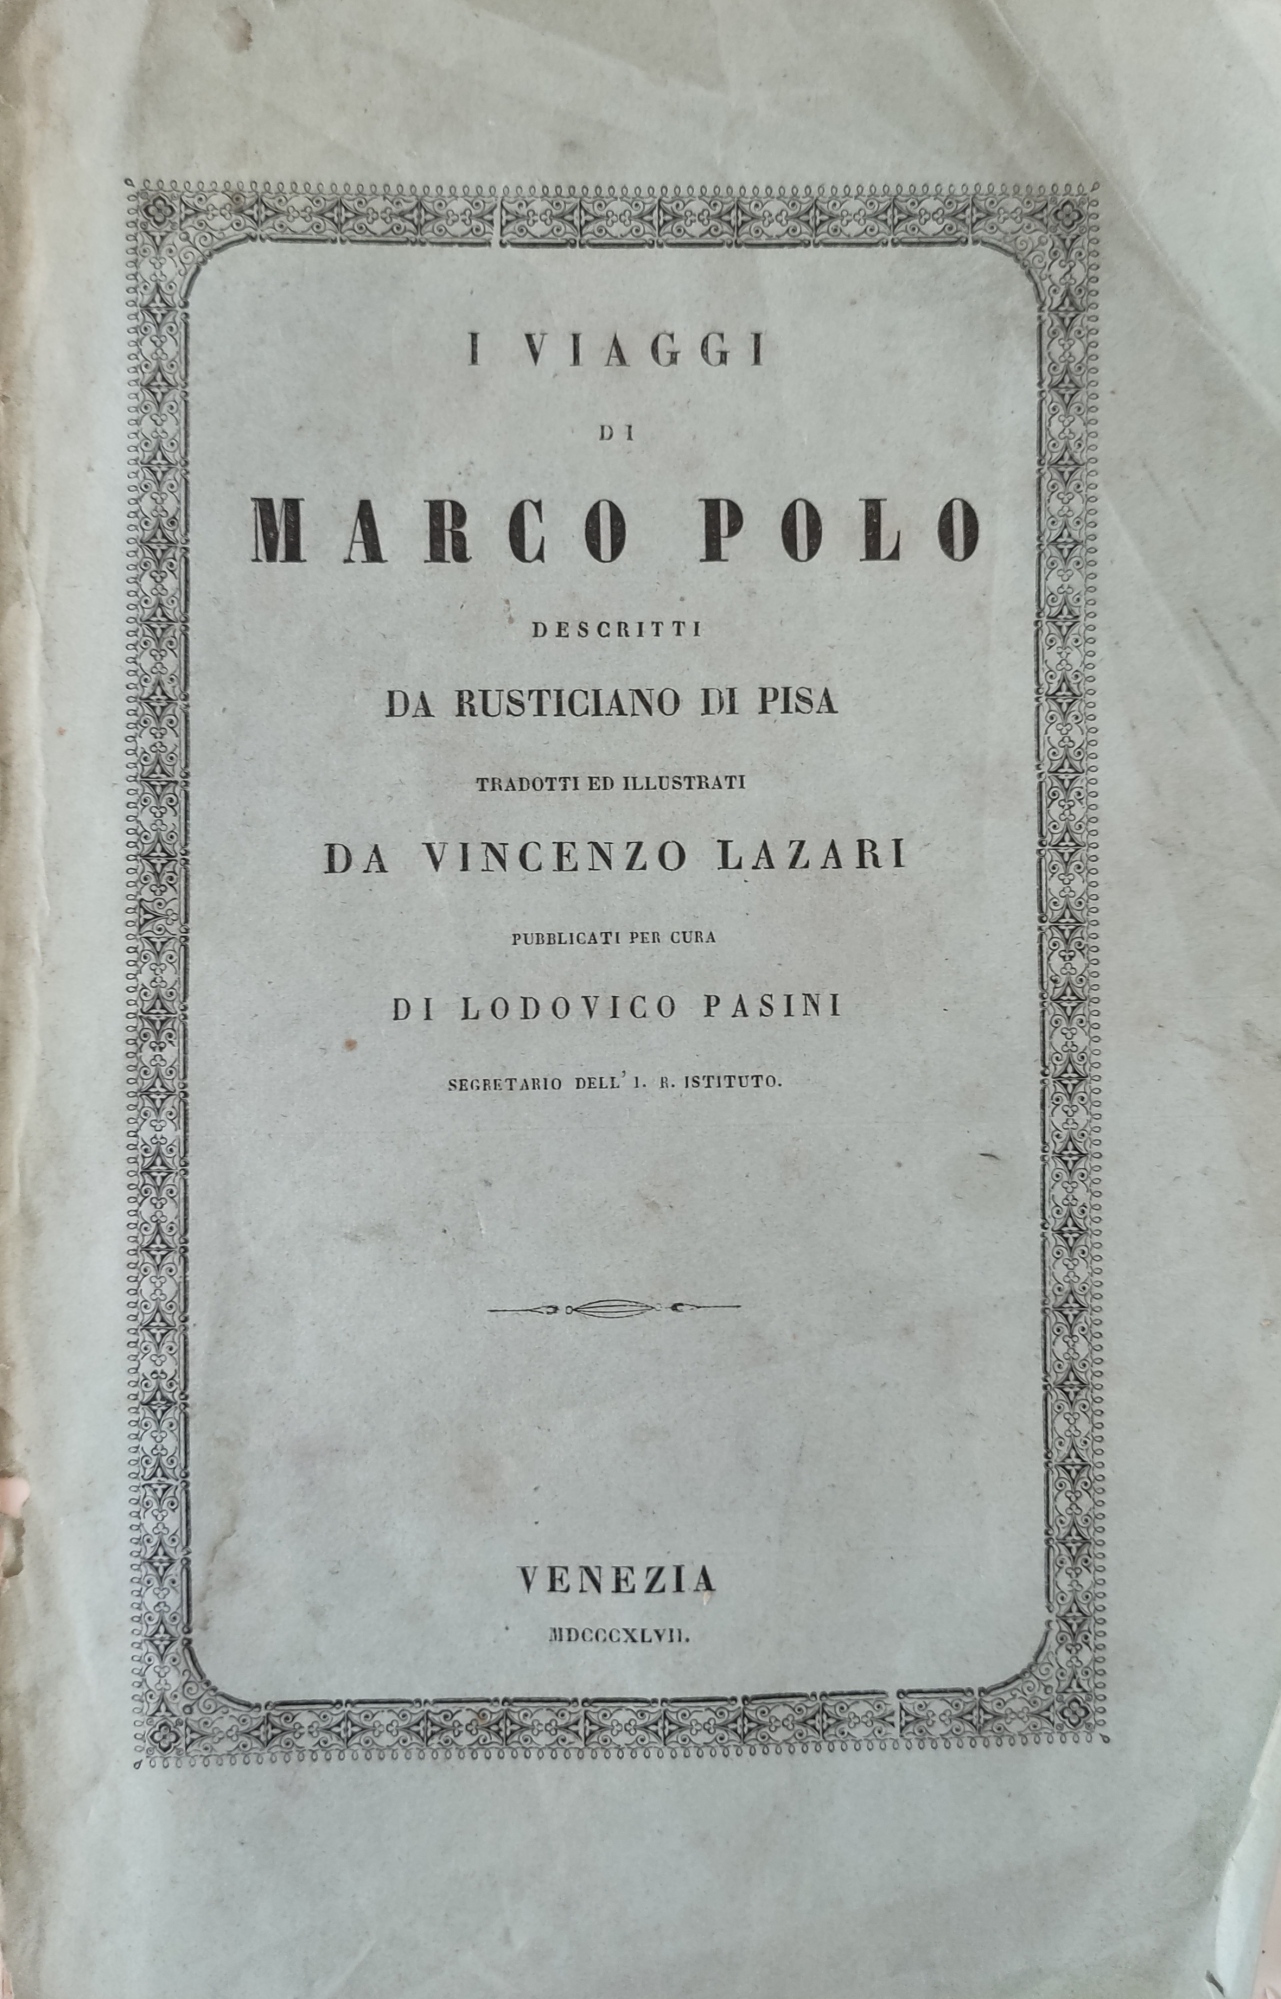 I VIAGGI
DI
MARCO POLO
DESCRITTI
DA RUSTICIANO DI PISA
TRADOTTI ED ILLUSTRATI
DA VINCENZO LAZARI
PUBBLICATI PER CURA
DI LODOVICO PASINI
SEGRETARIO DELL' I. R. ISTITUTO.
VENEZIA
MDCCCXLVII.